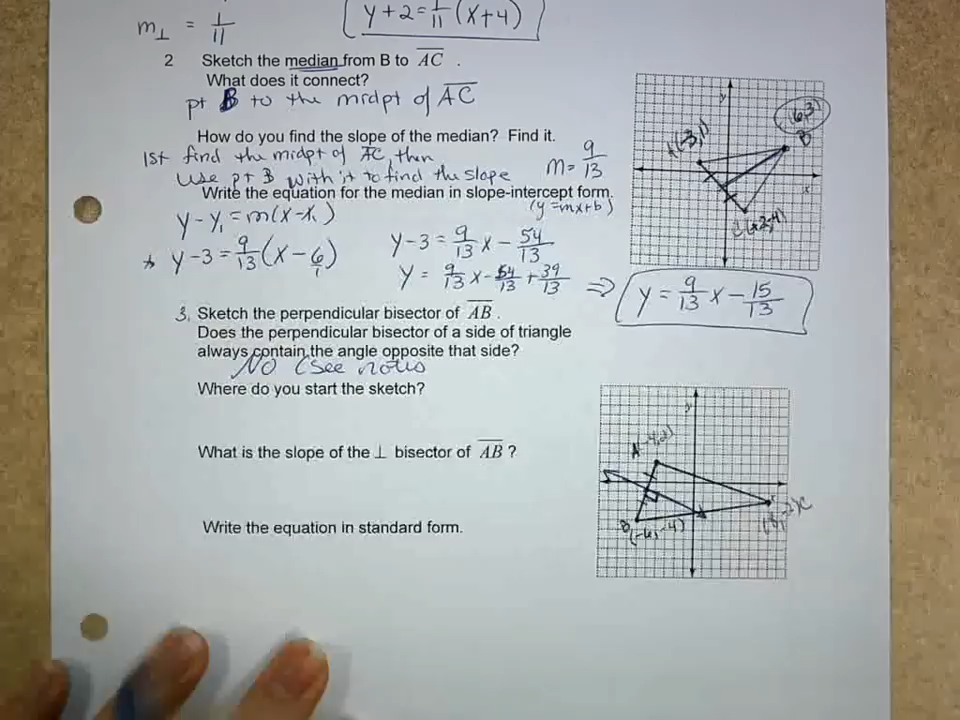 m⊥ = 1/11
y + 2 = 1/11 (x + 4)
2 Sketch the median from B to AC .
What does it connect?
pt B to the midpt of AC
How do you find the slope of the median? Find it.
1st find the midpt of AC, then
use pt B with it to find the slope
m = 9/13
Write the equation for the median in slope-intercept form.
(y = mx + b)
y - y₁ = m(x - x₁)
y - 3 = 9/13 (x - 6)
y - 3 = 9/13 x - 54/13
y = 9/13 x - 54/13 + 39/13
⇒ y = 9/13 x - 15/13
y
(6,3)
B
A (-3,1)
x
C
3. Sketch the perpendicular bisector of AB .
Does the perpendicular bisector of a side of triangle
always contain the angle opposite that side?
NO (see notes
Where do you start the sketch?
What is the slope of the ⊥ bisector of AB ?
Write the equation in standard form.
y
A
B (-6,-4)
C